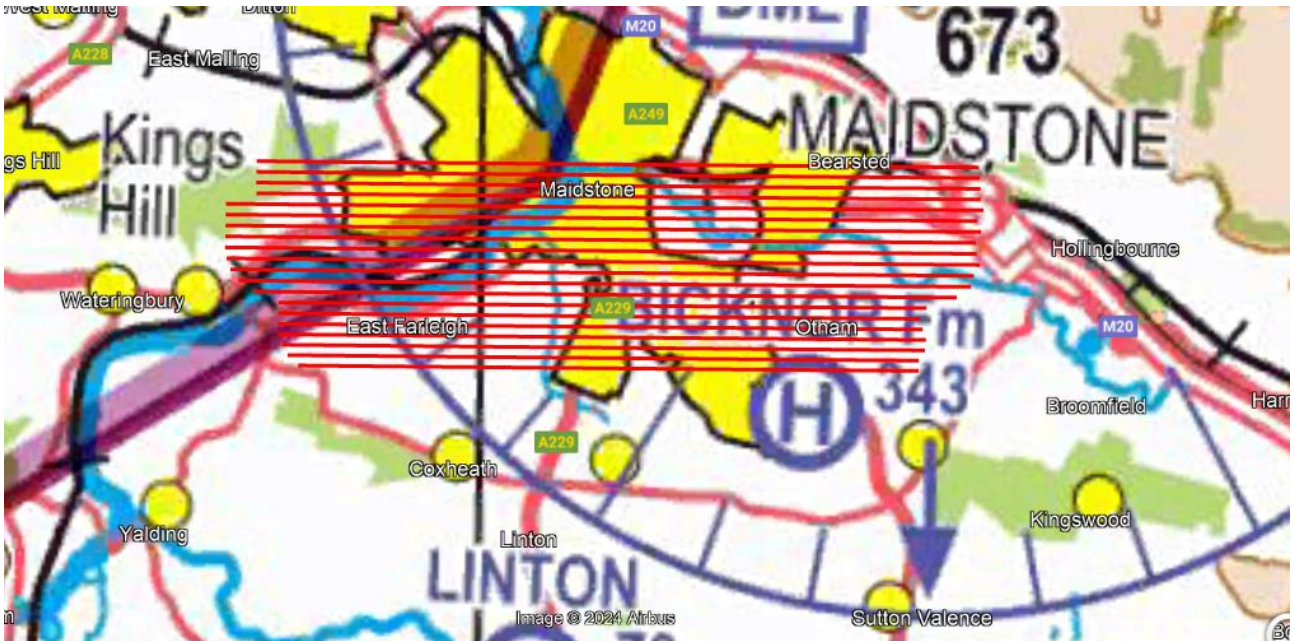 West Malling
Ditton
M20
DME
673
A228
East Malling
A249
MAIDSTONE
Kings
Hill
gs Hill
Bearsted
Maidstone
Hollingbourne
Wateringbury
A229
BICKNOR Fm
343
East Farleigh
Otham
M20
H
Broomfield
Harr
A229
Coxheath
Kingswood
Yalding
Linton
LINTON
Image © 2024 Airbus
Sutton Valence